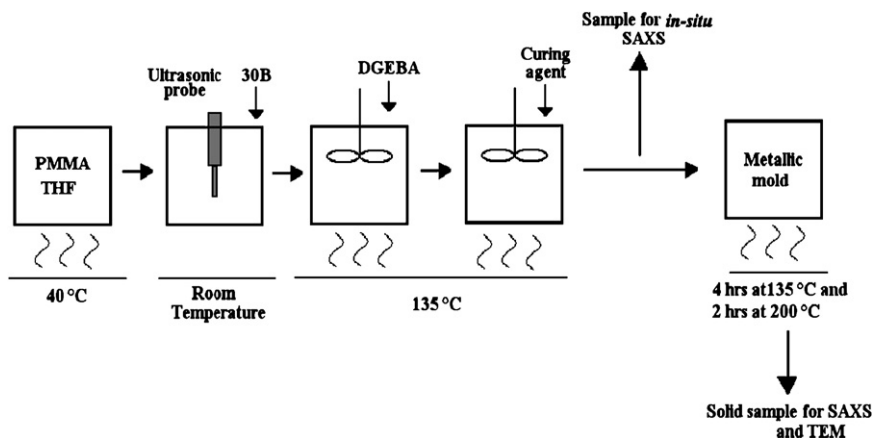 Sample for in-situ
SAXS
Ultrasonic
probe
30B
DGEBA
Curing
agent
PMMA
THF
Metallic
mold
40 °C
Room
Temperature
135 °C
4 hrs at135 °C and
2 hrs at 200 °C
Solid sample for SAXS
and TEM